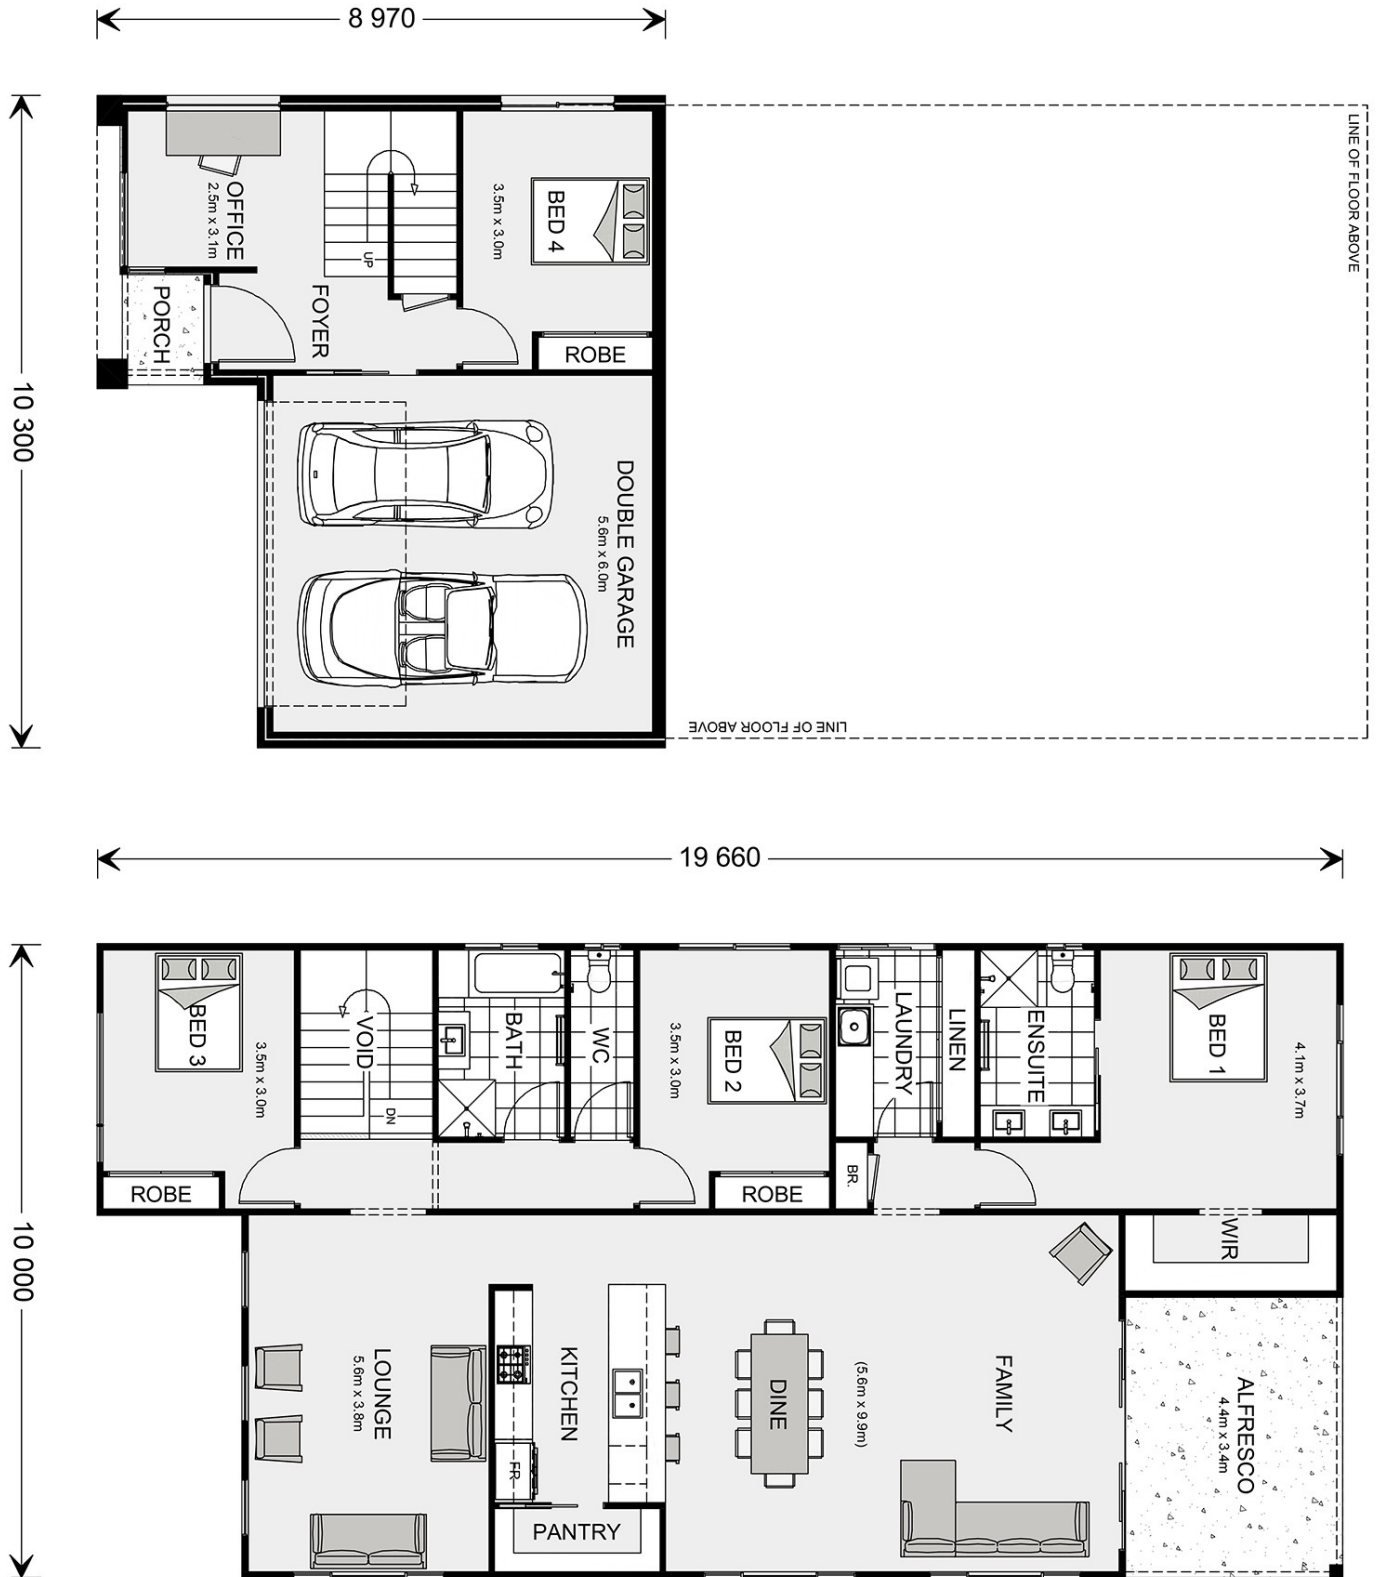 8 970
10 300
LINE OF FLOOR ABOVE
OFFICE
2.5m x 3.1m
UP
3.5m x 3.0m
BED 4
PORCH
FOYER
ROBE
DOUBLE GARAGE
5.6m x 6.0m
LINE OF FLOOR ABOVE
19 660
10 000
BED 3
3.5m x 3.0m
VOID
DN
BATH
WC
3.5m x 3.0m
BED 2
LAUNDRY
LINEN
ENSUITE
BED 1
4.1m x 3.7m
ROBE
ROBE
BR.
WIR
LOUNGE
5.6m x 3.8m
KITCHEN
FR
PANTRY
DINE
(5.6m x 9.9m)
FAMILY
ALFRESCO
4.4m x 3.4m